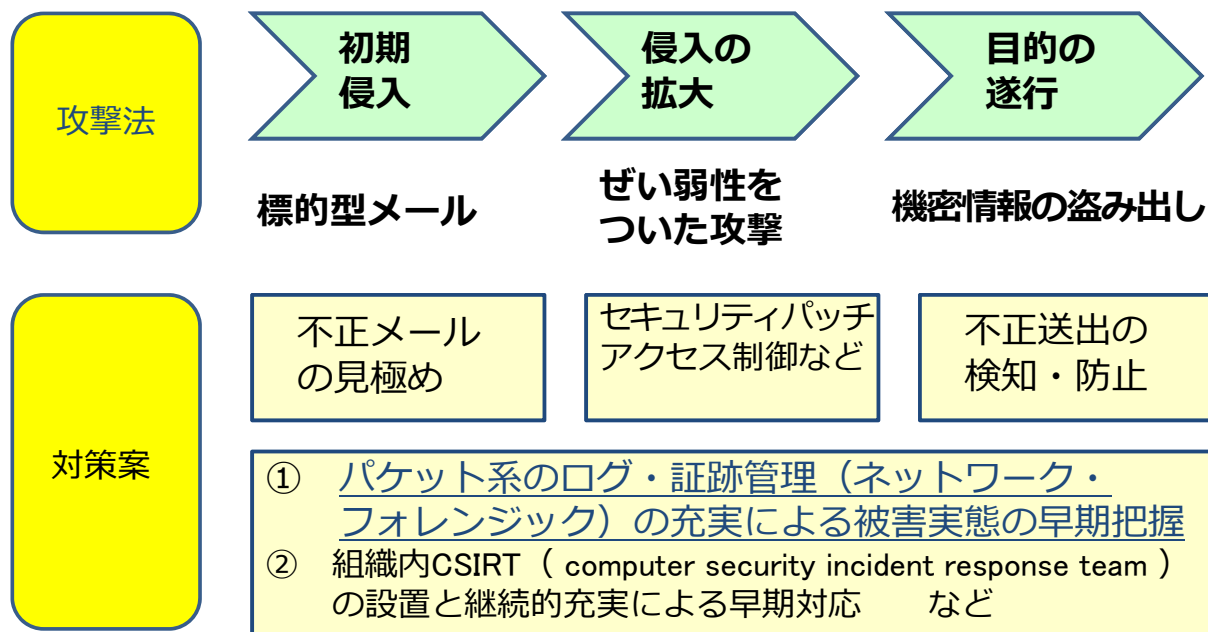 攻撃法
初期
侵入
侵入の
拡大
目的の
遂行
標的型メール
ぜい弱性を
ついた攻撃
機密情報の盗み出し
対策案
不正メール
の見極め
セキュリティパッチ
アクセス制御など
不正送出の
検知・防止
① パケット系のログ・証跡管理(ネットワーク・
フォレンジック)の充実による被害実態の早期把握
② 組織内CSIRT( computer security incident response team )
の設置と継続的充実による早期対応 など